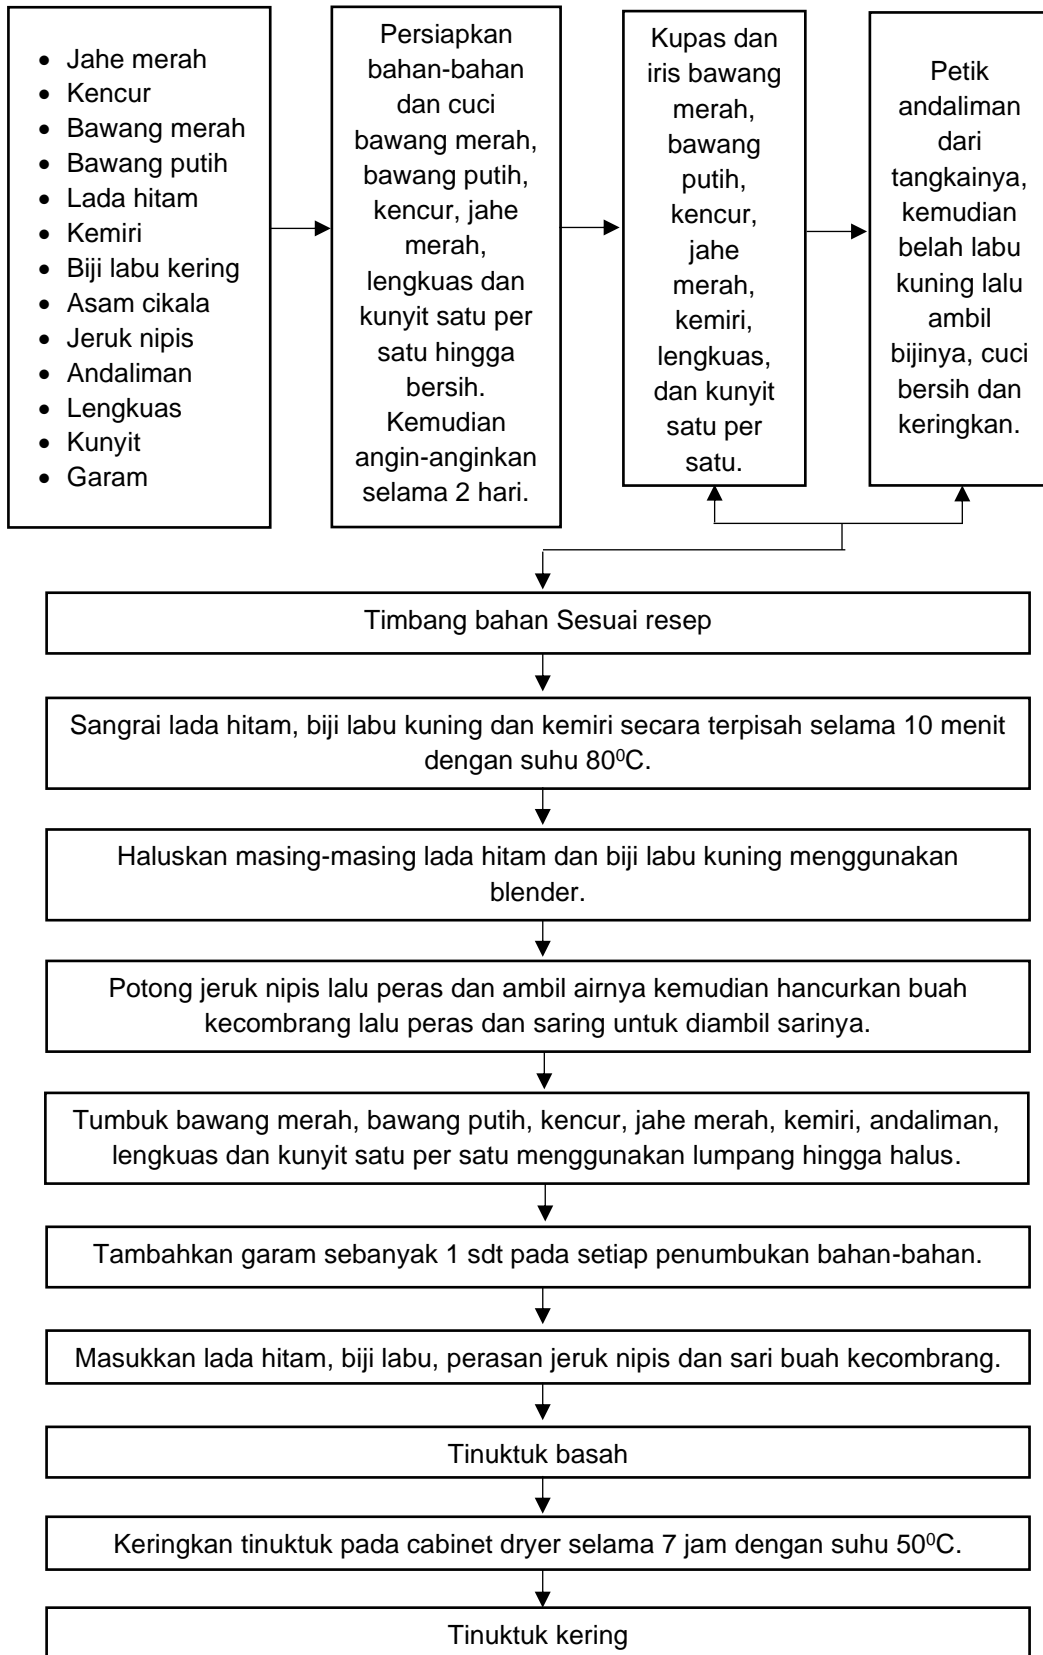 • Jahe merah
• Kencur
• Bawang merah
• Bawang putih
• Lada hitam
• Kemiri
• Biji labu kering
• Asam cikala
• Jeruk nipis
• Andaliman
• Lengkuas
• Kunyit
• Garam
Persiapkan
bahan-bahan
dan cuci
bawang merah,
bawang putih,
kencur, jahe
merah,
lengkuas dan
kunyit satu per
satu hingga
bersih.
Kemudian
angin-anginkan
selama 2 hari.
Kupas dan
iris bawang
merah,
bawang
putih,
kencur,
jahe
merah,
kemiri,
lengkuas,
dan kunyit
satu per
satu.
Petik
andaliman
dari
tangkainya,
kemudian
belah labu
kuning lalu
ambil
bijinya, cuci
bersih dan
keringkan.
Timbang bahan Sesuai resep
Sangrai lada hitam, biji labu kuning dan kemiri secara terpisah selama 10 menit
dengan suhu 80⁰C.
Haluskan masing-masing lada hitam dan biji labu kuning menggunakan
blender.
Potong jeruk nipis lalu peras dan ambil airnya kemudian hancurkan buah
kecombrang lalu peras dan saring untuk diambil sarinya.
Tumbuk bawang merah, bawang putih, kencur, jahe merah, kemiri, andaliman,
lengkuas dan kunyit satu per satu menggunakan lumpang hingga halus.
Tambahkan garam sebanyak 1 sdt pada setiap penumbukan bahan-bahan.
Masukkan lada hitam, biji labu, perasan jeruk nipis dan sari buah kecombrang.
Tinuktuk basah
Keringkan tinuktuk pada cabinet dryer selama 7 jam dengan suhu 50⁰C.
Tinuktuk kering